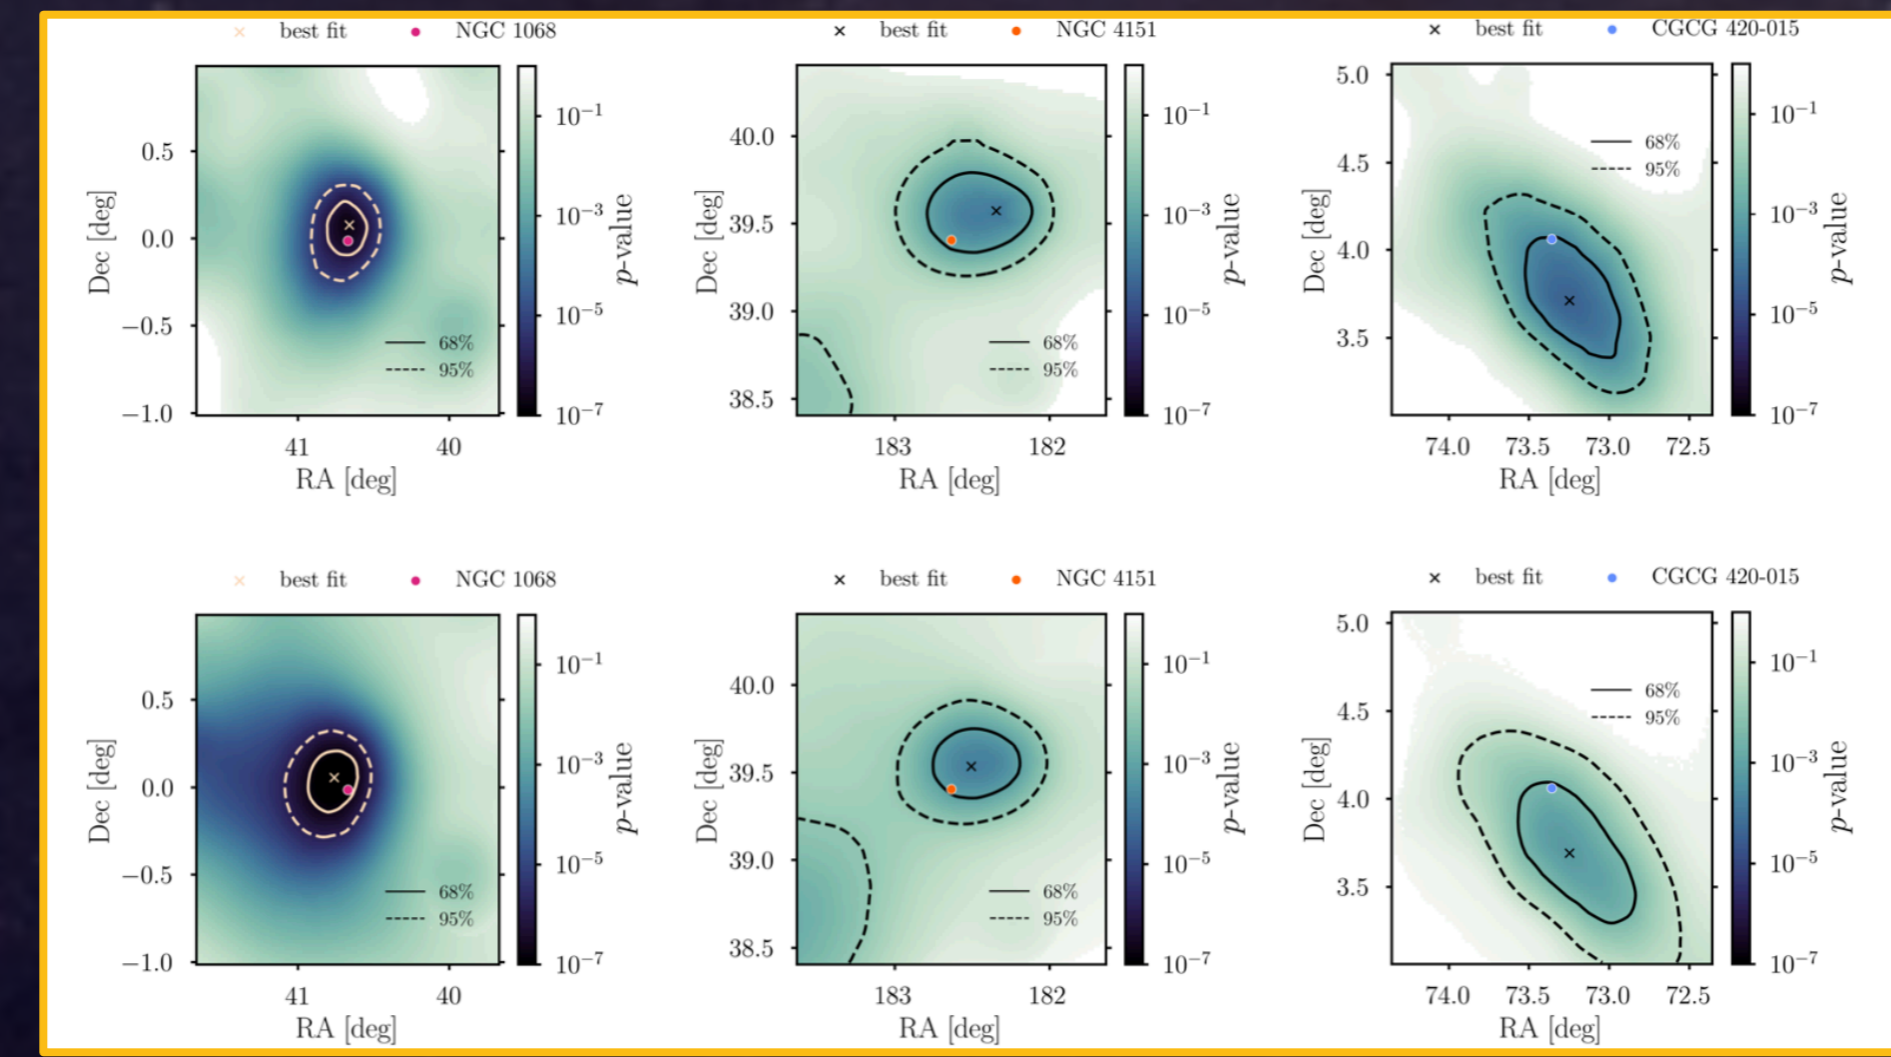 × best fit ● NGC 1068
0.5
0.0
−0.5
−1.0
Dec [deg]
41 40
RA [deg]
68%
95%
10−1
10−3
10−5
10−7
p-value
× best fit ● NGC 4151
40.0
39.5
39.0
38.5
Dec [deg]
183 182
RA [deg]
68%
95%
10−1
10−3
10−5
10−7
p-value
× best fit ● CGCG 420-015
5.0
4.5
4.0
3.5
Dec [deg]
74.0 73.5 73.0 72.5
RA [deg]
68%
95%
10−1
10−3
10−5
10−7
p-value
× best fit ● NGC 1068
0.5
0.0
−0.5
−1.0
Dec [deg]
41 40
RA [deg]
68%
95%
10−1
10−3
10−5
10−7
p-value
× best fit ● NGC 4151
40.0
39.5
39.0
38.5
Dec [deg]
183 182
RA [deg]
68%
95%
10−1
10−3
10−5
10−7
p-value
× best fit ● CGCG 420-015
5.0
4.5
4.0
3.5
Dec [deg]
74.0 73.5 73.0 72.5
RA [deg]
68%
95%
10−1
10−3
10−5
10−7
p-value